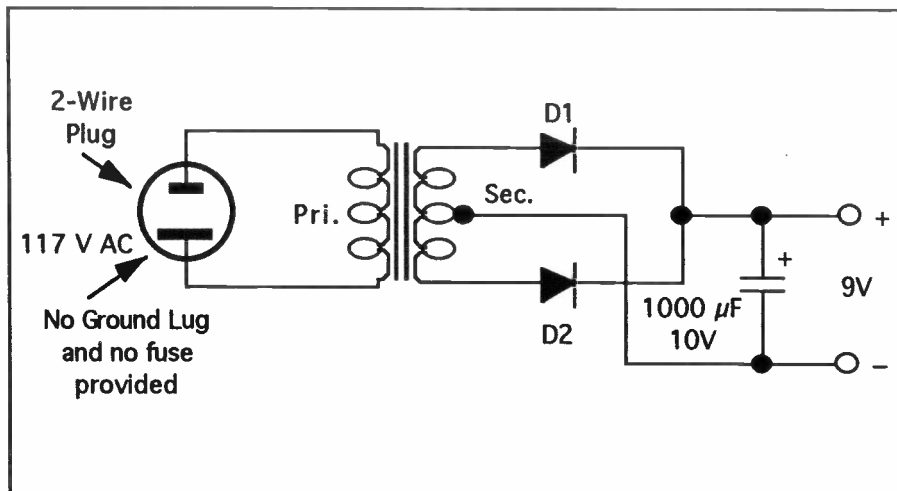 2-Wire
Plug
117 V AC
No Ground Lug
and no fuse
provided
Pri.
Sec.
D1
D2
1000 µF
10V
+
+
9V
-